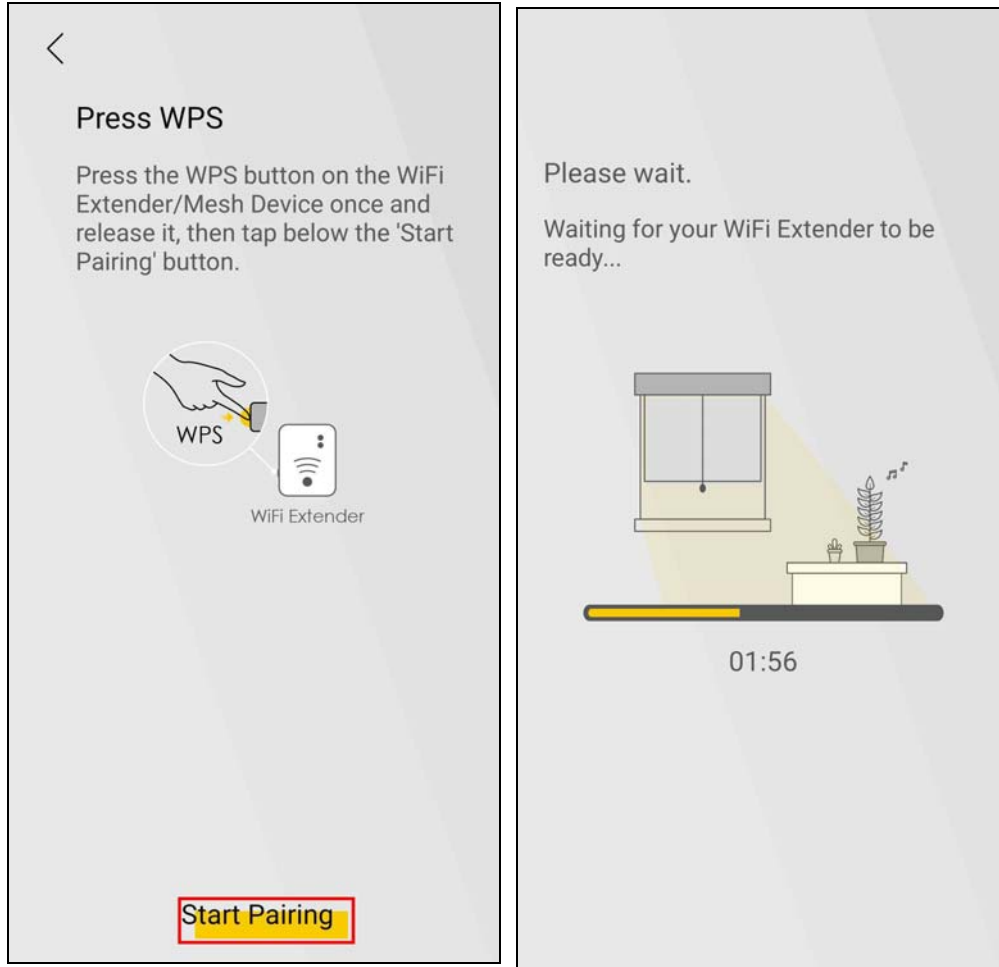 Press WPS
Press the WPS button on the WiFi
Extender/Mesh Device once and
release it, then tap below the 'Start
Pairing' button.
WPS
WiFi Extender
Start Pairing
Please wait.
Waiting for your WiFi Extender to be
ready...
01:56